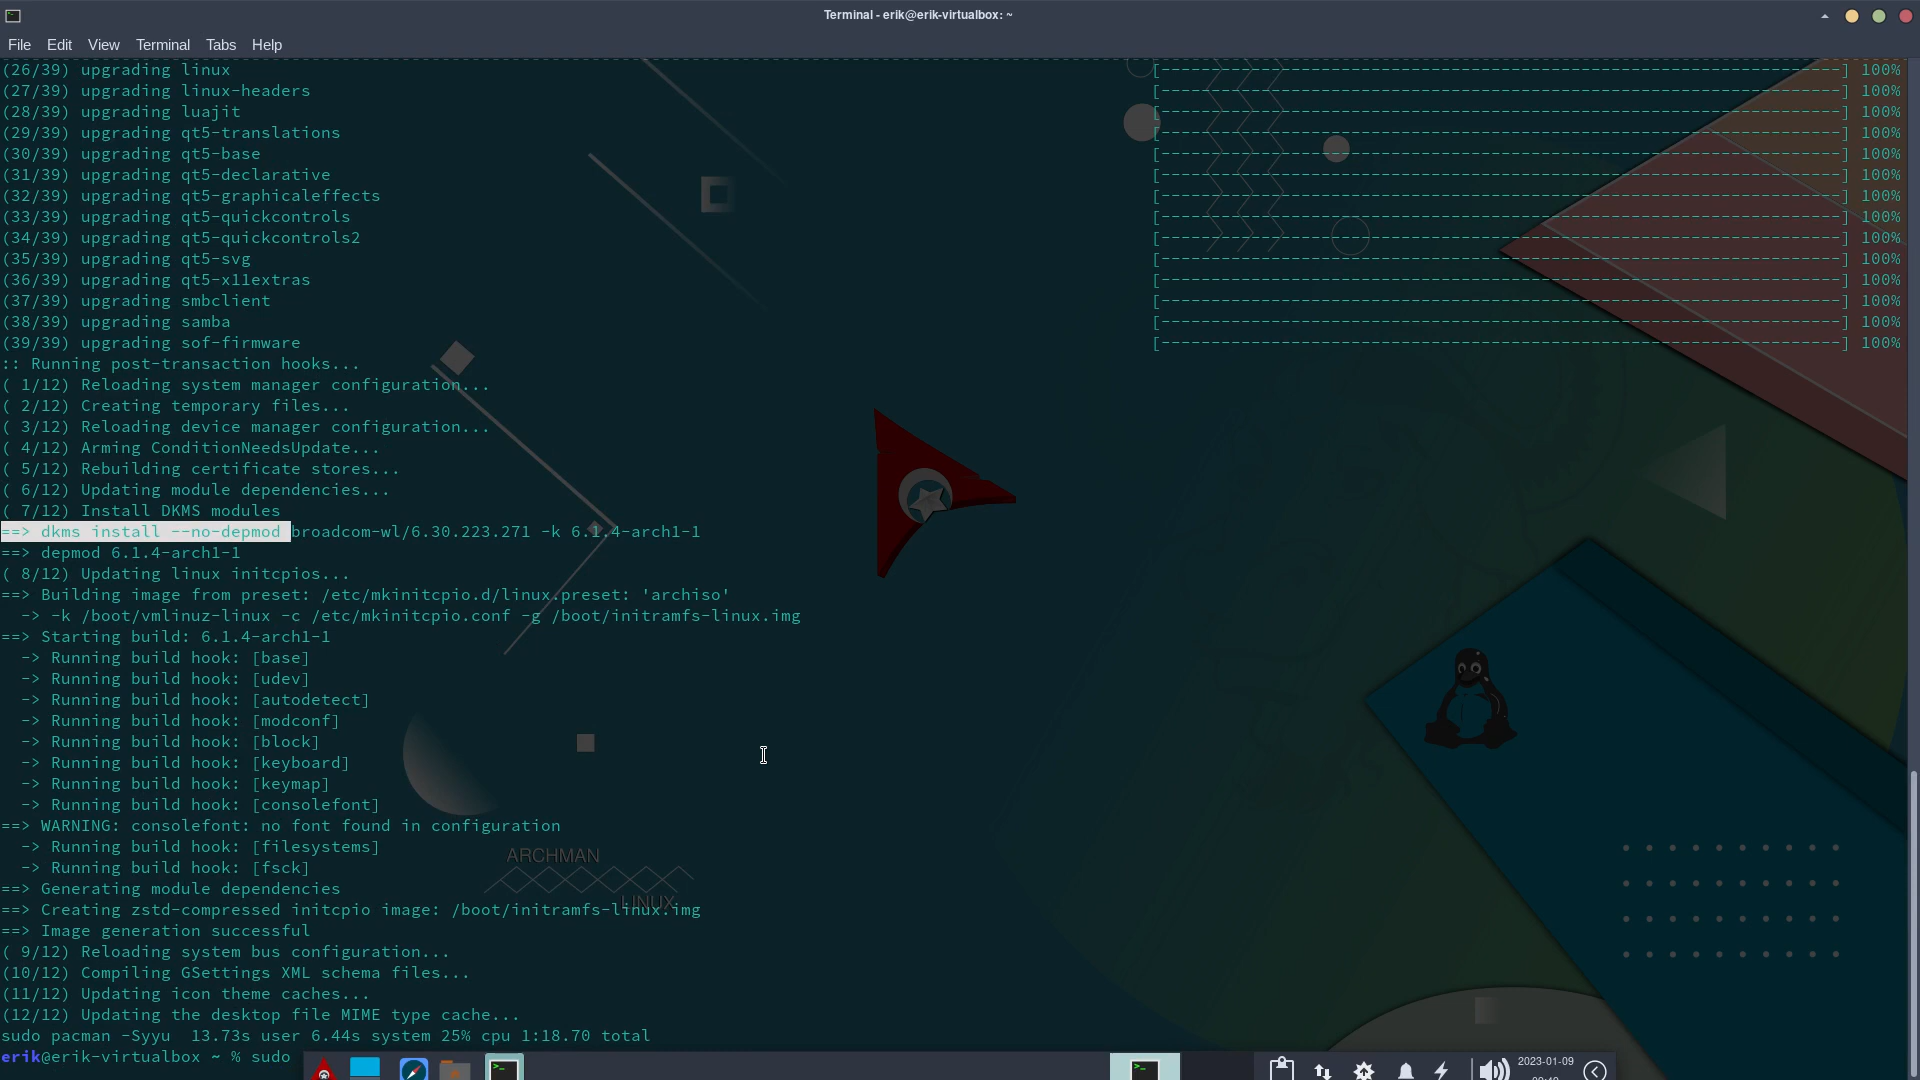 Terminal - erik@erik-virtualbox: ~
File Edit View Terminal Tabs Help
(26/39) upgrading linux [--------------------------------------------------------------------] 100%
(27/39) upgrading linux-headers [--------------------------------------------------------------------] 100%
(28/39) upgrading luajit [--------------------------------------------------------------------] 100%
(29/39) upgrading qt5-translations [--------------------------------------------------------------------] 100%
(30/39) upgrading qt5-base [--------------------------------------------------------------------] 100%
(31/39) upgrading qt5-declarative [--------------------------------------------------------------------] 100%
(32/39) upgrading qt5-graphicaleffects [--------------------------------------------------------------------] 100%
(33/39) upgrading qt5-quickcontrols [--------------------------------------------------------------------] 100%
(34/39) upgrading qt5-quickcontrols2 [--------------------------------------------------------------------] 100%
(35/39) upgrading qt5-svg [--------------------------------------------------------------------] 100%
(36/39) upgrading qt5-x11extras [--------------------------------------------------------------------] 100%
(37/39) upgrading smbclient [--------------------------------------------------------------------] 100%
(38/39) upgrading samba [--------------------------------------------------------------------] 100%
(39/39) upgrading sof-firmware [--------------------------------------------------------------------] 100%
:: Running post-transaction hooks...
( 1/12) Reloading system manager configuration...
( 2/12) Creating temporary files...
( 3/12) Reloading device manager configuration...
( 4/12) Arming ConditionNeedsUpdate...
( 5/12) Rebuilding certificate stores...
( 6/12) Updating module dependencies...
( 7/12) Install DKMS modules
==> dkms install --no-depmod broadcom-wl/6.30.223.271 -k 6.1.4-arch1-1
==> depmod 6.1.4-arch1-1
( 8/12) Updating linux initcpios...
==> Building image from preset: /etc/mkinitcpio.d/linux.preset: 'archiso'
  -> -k /boot/vmlinuz-linux -c /etc/mkinitcpio.conf -g /boot/initramfs-linux.img
==> Starting build: 6.1.4-arch1-1
  -> Running build hook: [base]
  -> Running build hook: [udev]
  -> Running build hook: [autodetect]
  -> Running build hook: [modconf]
  -> Running build hook: [block]
  -> Running build hook: [keyboard]
  -> Running build hook: [keymap]
  -> Running build hook: [consolefont]
==> WARNING: consolefont: no font found in configuration
  -> Running build hook: [filesystems]
ARCHMAN
  -> Running build hook: [fsck]
==> Generating module dependencies
LINUX
==> Creating zstd-compressed initcpio image: /boot/initramfs-linux.img
==> Image generation successful
( 9/12) Reloading system bus configuration...
(10/12) Compiling GSettings XML schema files...
(11/12) Updating icon theme caches...
(12/12) Updating the desktop file MIME type cache...
sudo pacman -Syyu  13.73s user 6.44s system 25% cpu 1:18.70 total
erik@erik-virtualbox ~ % sudo
2023-01-09